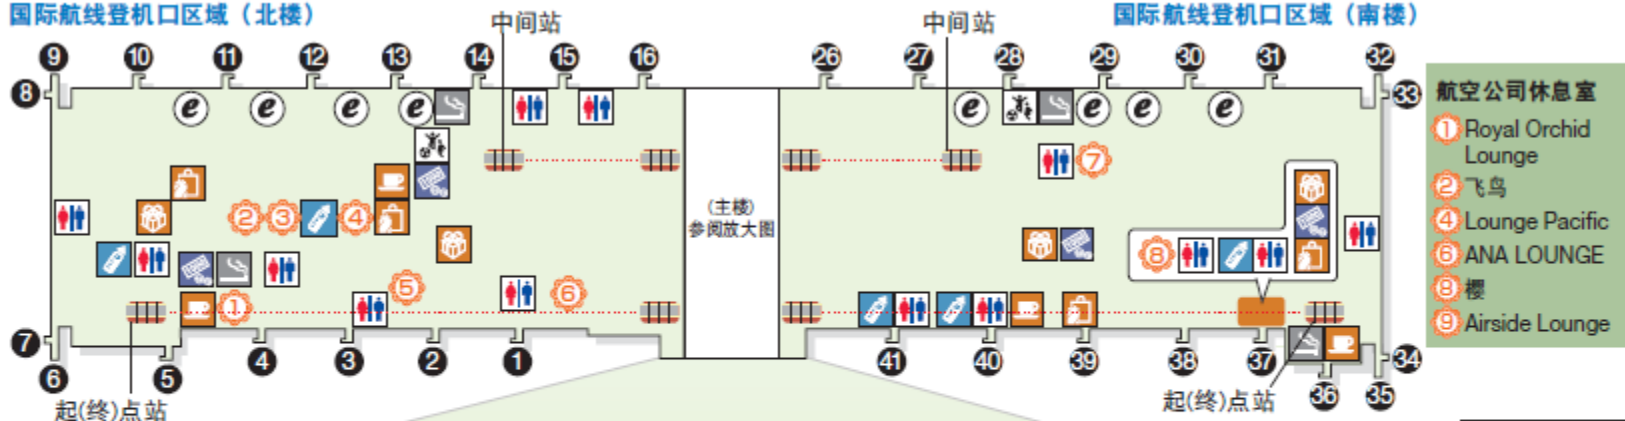 国际航线登机口区域（北楼）
中间站
中间站
国际航线登机口区域（南楼）
9 10 11 12 13 14 15 16 26 27 28 29 30 31 32
8 e e e e e e e e 33
7
2 3 4
(主楼)
参阅放大图
8
1 5 6
7 4 3 2 1 41 40 39 38 37 34
6 5 36 35
起(终)点站
起(终)点站
航空公司休息室
1 Royal Orchid
Lounge
2 飞鸟
4 Lounge Pacific
6 ANA LOUNGE
8 樱
9 Airside Lounge